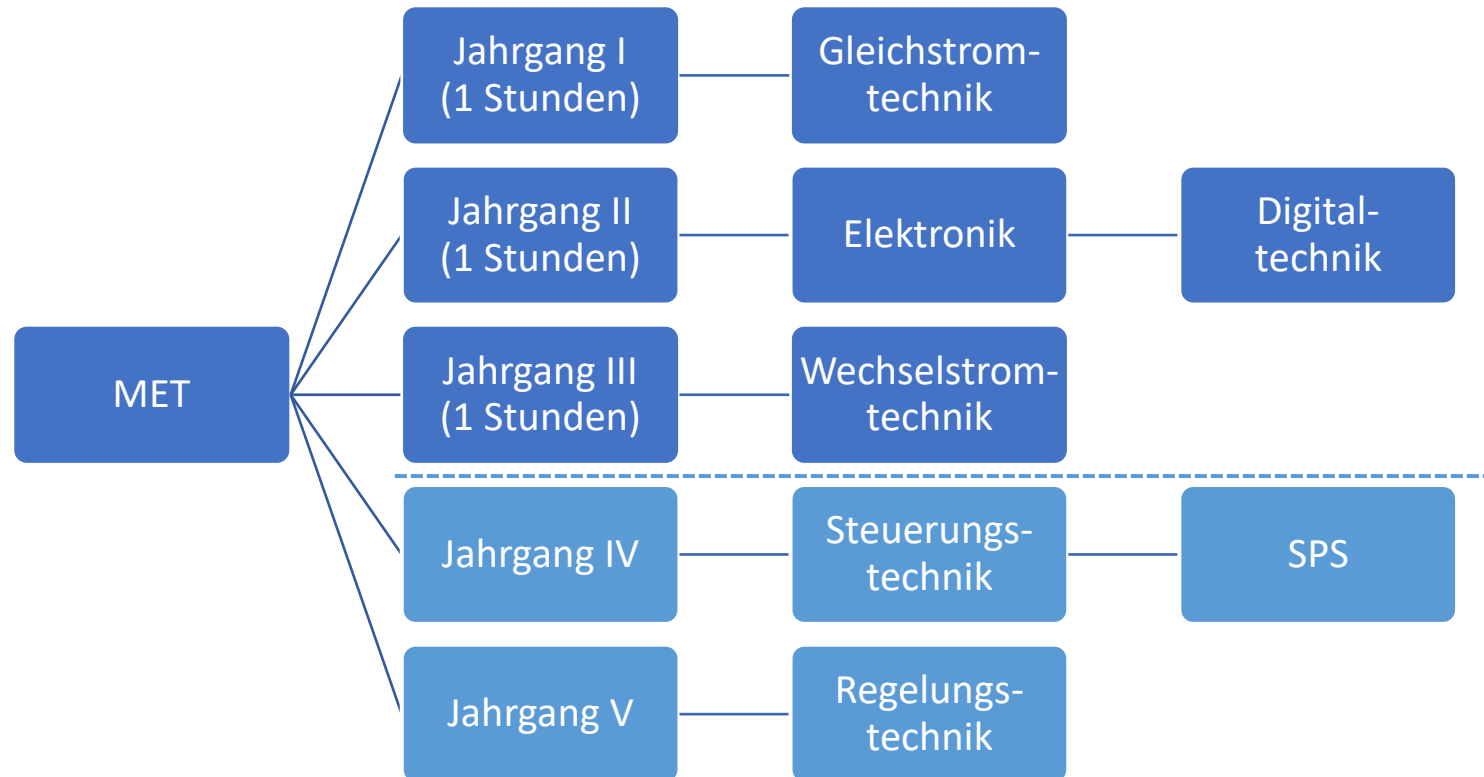 Jahrgang I
(1 Stunden)
Gleichstrom-
technik
Jahrgang II
(1 Stunden)
Elektronik
Digital-
technik
MET
Jahrgang III
(1 Stunden)
Wechselstrom-
technik
Jahrgang IV
Steuerungs-
technik
SPS
Jahrgang V
Regelungs-
technik